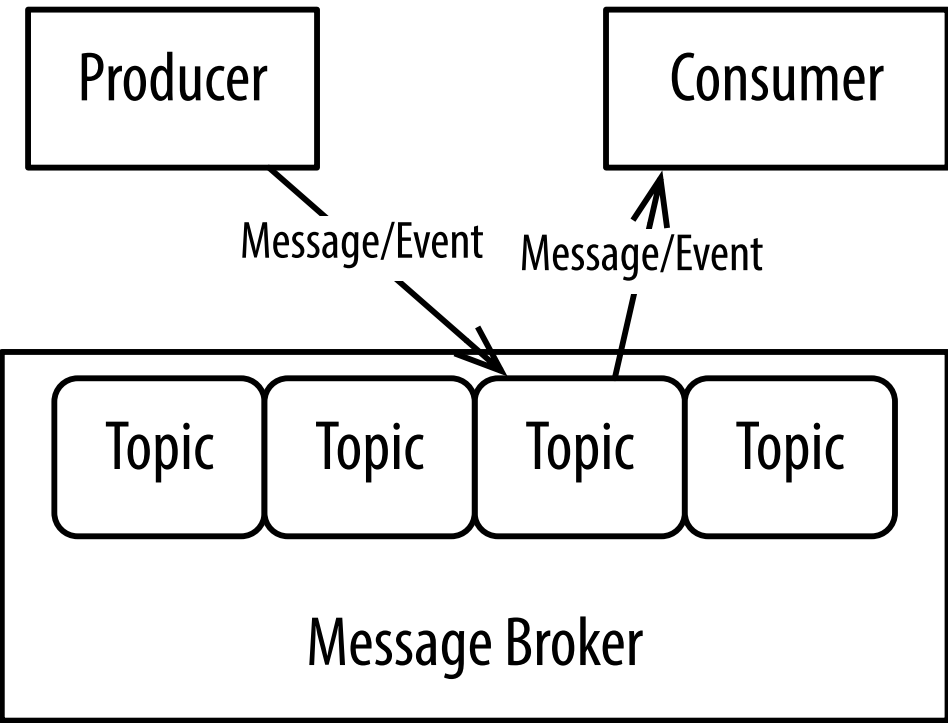 Producer
Consumer
Message/Event
Message/Event
Topic
Topic
Topic
Topic
Message Broker